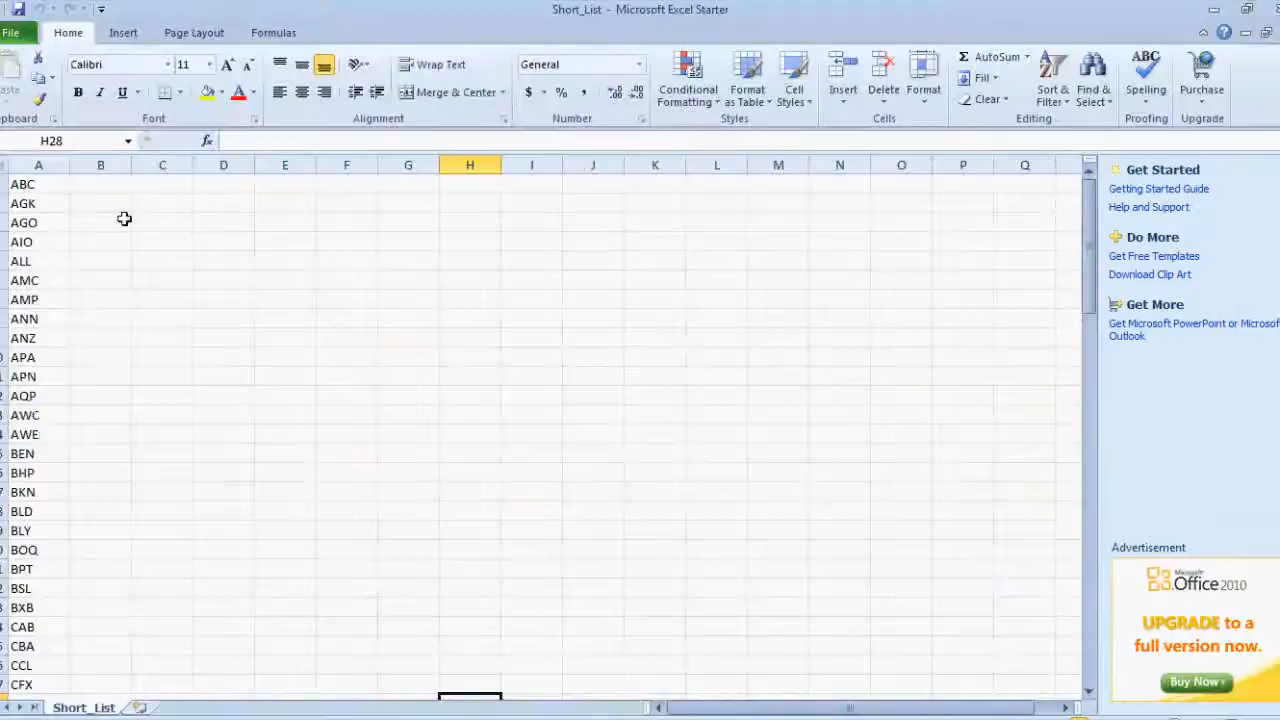 Short_List - Microsoft Excel Starter
File Home Insert Page Layout Formulas
Calibri 11 Wrap Text General AutoSum
Fill
Clear
B I U Merge & Center $ % ,
Conditional Formatting Format as Table Cell Styles Insert Delete Format Sort & Filter Find & Select Spelling Purchase
Font Alignment Number Styles Cells Editing Proofing Upgrade
H28 fx
A B C D E F G H I J K L M N O P Q
ABC
AGK
AGO
AIO
ALL
AMC
AMP
ANN
ANZ
APA
APN
AQP
AWC
AWE
BEN
BHP
BKN
BLD
BLY
BOQ
BPT
BSL
BXB
CAB
CBA
CCL
CFX
Short_List
Get Started
Getting Started Guide
Help and Support
Do More
Get Free Templates
Download Clip Art
Get More
Get Microsoft PowerPoint or
Outlook
Advertisement
Microsoft
Office 2010
UPGRADE to a
full version now.
Buy Now